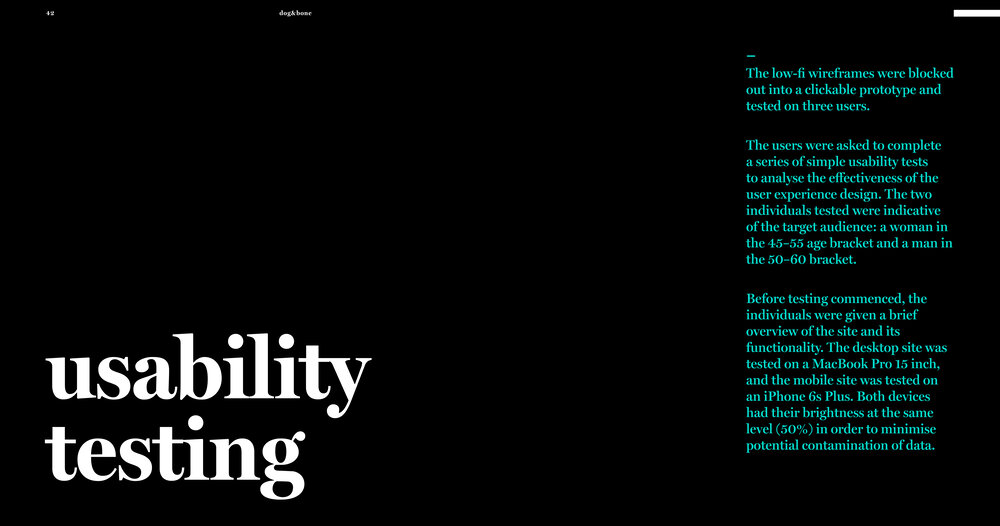 42
dog&bone
usability
testing
–
The low-fi wireframes were blocked
out into a clickable prototype and
tested on three users.
The users were asked to complete
a series of simple usability tests
to analyse the effectiveness of the
user experience design. The two
individuals tested were indicative
of the target audience: a woman in
the 45–55 age bracket and a man in
the 50–60 bracket.
Before testing commenced, the
individuals were given a brief
overview of the site and its
functionality. The desktop site was
tested on a MacBook Pro 15 inch,
and the mobile site was tested on
an iPhone 6s Plus. Both devices
had their brightness at the same
level (50%) in order to minimise
potential contamination of data.